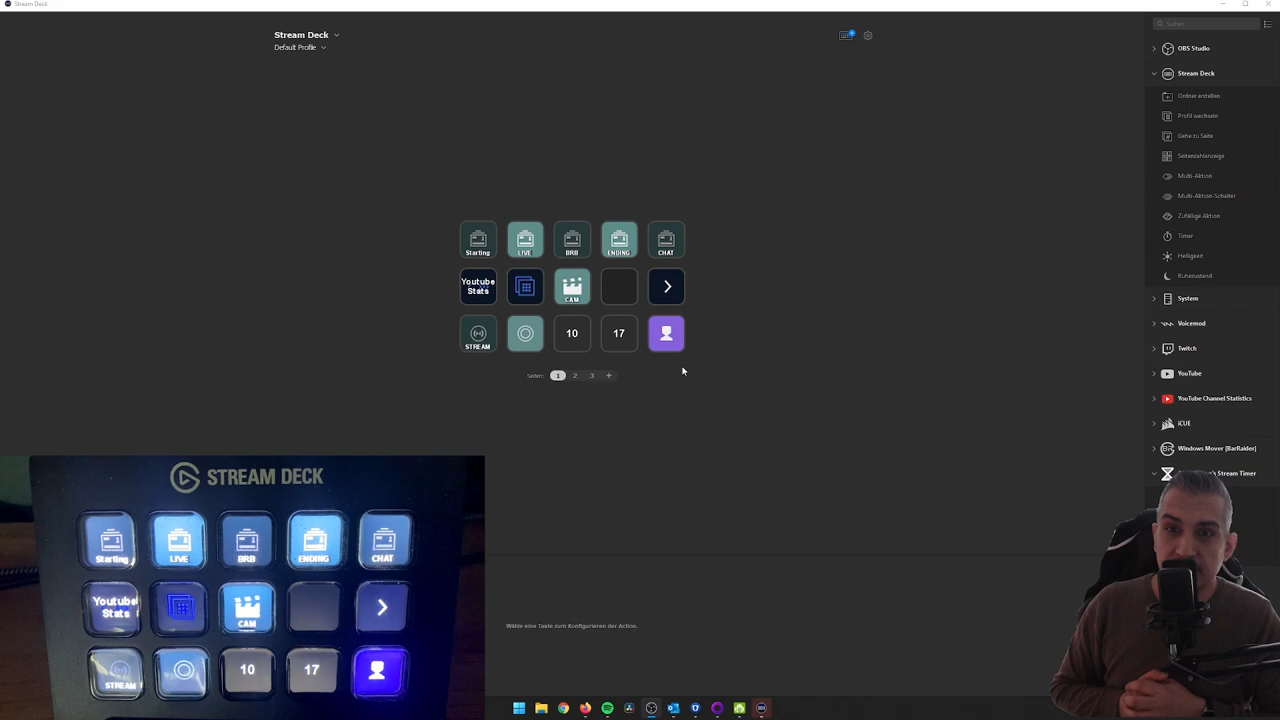 Stream Deck
Stream Deck
Default Profile
Starting
LIVE
BRB
ENDING
CHAT
Youtube
Stats
CAM
STREAM
10
17
Seiten:
1
2
3
+
Suchen
OBS Studio
Stream Deck
Ordner erstellen
Profil wechseln
Gehe zu Seite
Seitenzahlanzeige
Multi-Aktion
Multi-Aktion-Schalter
Zufällige Aktion
Timer
Helligkeit
Ruhezustand
System
Voicemod
Twitch
YouTube
YouTube Channel Statistics
iCUE
Windows Mover [BarRaider]
Stream Timer
Wähle eine Taste zum Konfigurieren der Action.
STREAM DECK
Starting
LIVE
BRB
ENDING
CHAT
Youtube
Stats
CAM
STREAM
10
17